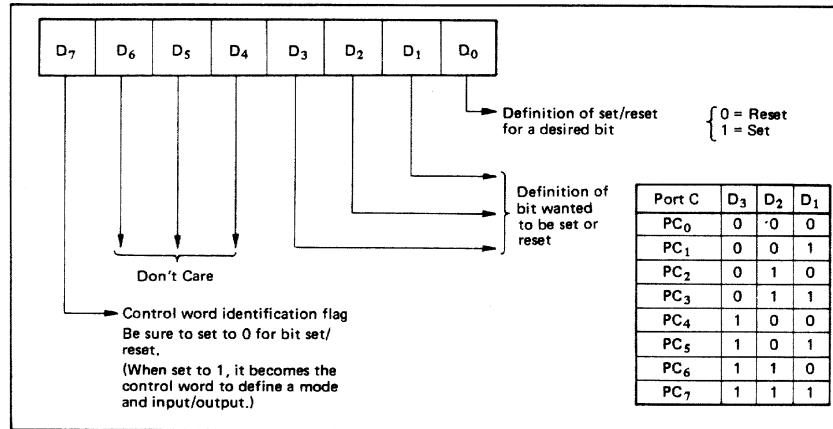 D7 D6 D5 D4 D3 D2 D1 D0
Definition of set/reset
for a desired bit
0 = Reset
1 = Set
Definition of
bit wanted
to be set or
reset
Don't Care
Control word identification flag
Be sure to set to 0 for bit set/
reset.
(When set to 1, it becomes the
control word to define a mode
and input/output.)
Port C D3 D2 D1
PC0 0 0 0
PC1 0 0 1
PC2 0 1 0
PC3 0 1 1
PC4 1 0 0
PC5 1 0 1
PC6 1 1 0
PC7 1 1 1